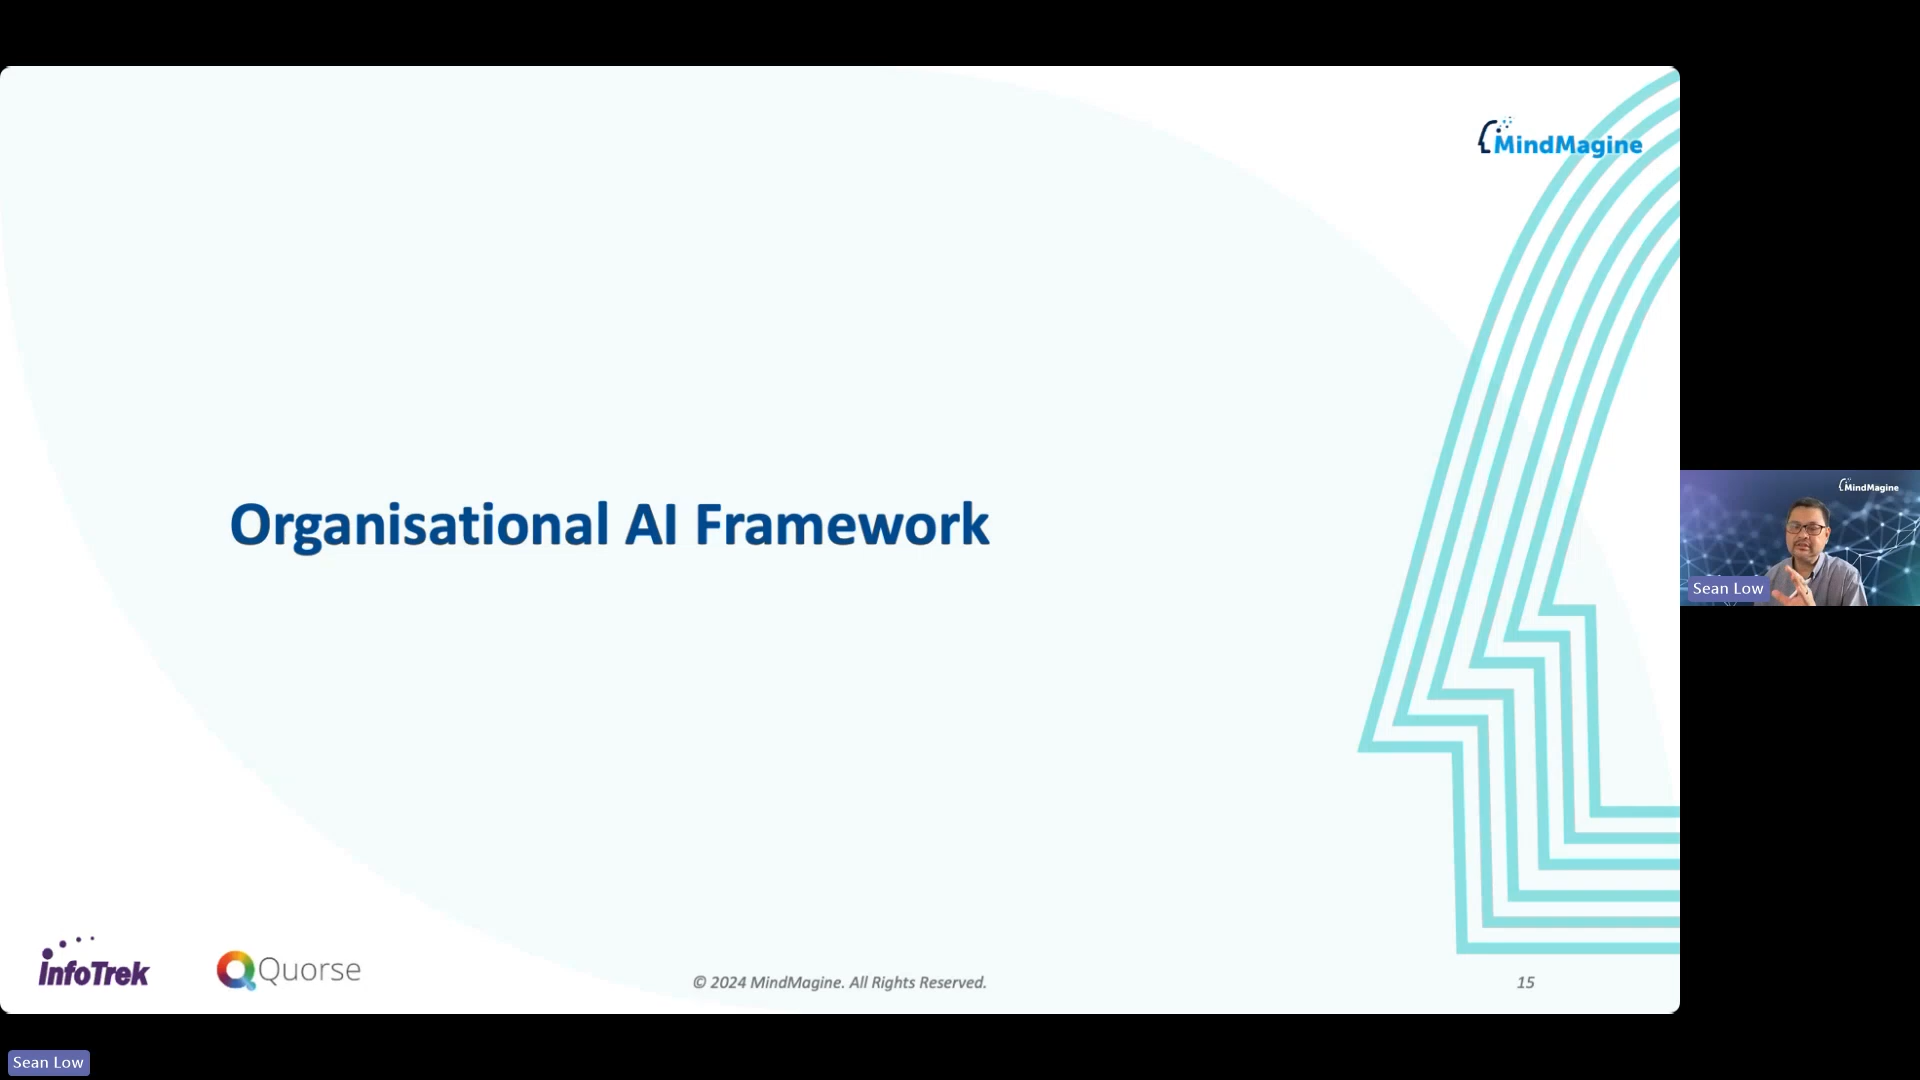 MindMagine
Organisational AI Framework
MindMagine
Sean Low
infoTrek
Quorse
© 2024 MindMagine. All Rights Reserved.
15
Sean Low